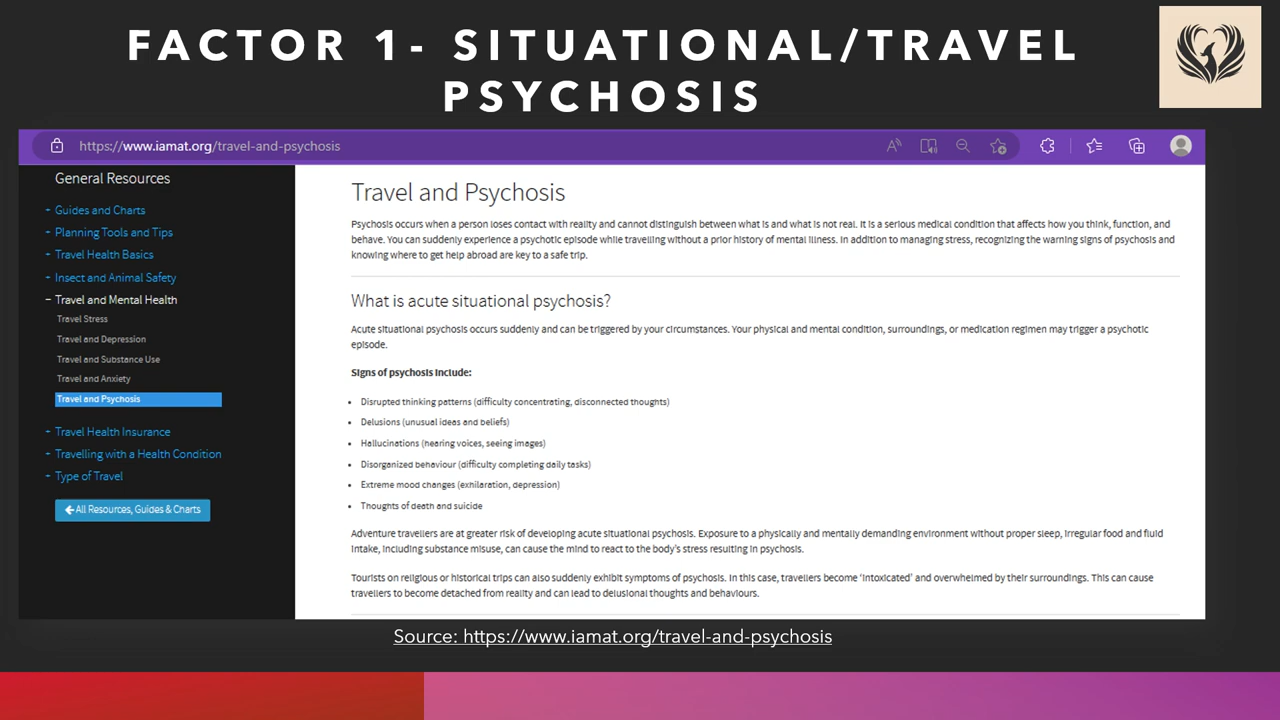 FACTOR 1- SITUATIONAL/TRAVEL
PSYCHOSIS
https://www.iamat.org/travel-and-psychosis
General Resources
Guides and Charts
Planning Tools and Tips
Travel Health Basics
Insect and Animal Safety
Travel and Mental Health
Travel Stress
Travel and Depression
Travel and Substance Use
Travel and Anxiety
Travel and Psychosis
Travel Health Insurance
Travelling with a Health Condition
Type of Travel
All Resources, Guides & Charts
Travel and Psychosis
Psychosis occurs when a person loses contact with reality and cannot distinguish between what is and what is not real. It is a serious medical condition that affects how you think, function, and
behave. You can suddenly experience a psychotic episode while travelling without a prior history of mental illness. In addition to managing stress, recognizing the warning signs of psychosis and
knowing where to get help abroad are key to a safe trip.
What is acute situational psychosis?
Acute situational psychosis occurs suddenly and can be triggered by your circumstances. Your physical and mental condition, surroundings, or medication regimen may trigger a psychotic
episode.
Signs of psychosis include:
• Disrupted thinking patterns (difficulty concentrating, disconnected thoughts)
• Delusions (unusual ideas and beliefs)
• Hallucinations (hearing voices, seeing images)
• Disorganized behaviour (difficulty completing daily tasks)
• Extreme mood changes (exhilaration, depression)
• Thoughts of death and suicide
Adventure travellers are at greater risk of developing acute situational psychosis. Exposure to a physically and mentally demanding environment without proper sleep, irregular food and fluid
intake, including substance misuse, can cause the mind to react to the body's stress resulting in psychosis.
Tourists on religious or historical trips can also suddenly exhibit symptoms of psychosis. In this case, travellers become 'intoxicated' and overwhelmed by their surroundings. This can cause
travellers to become detached from reality and can lead to delusional thoughts and behaviours.
Source: https://www.iamat.org/travel-and-psychosis